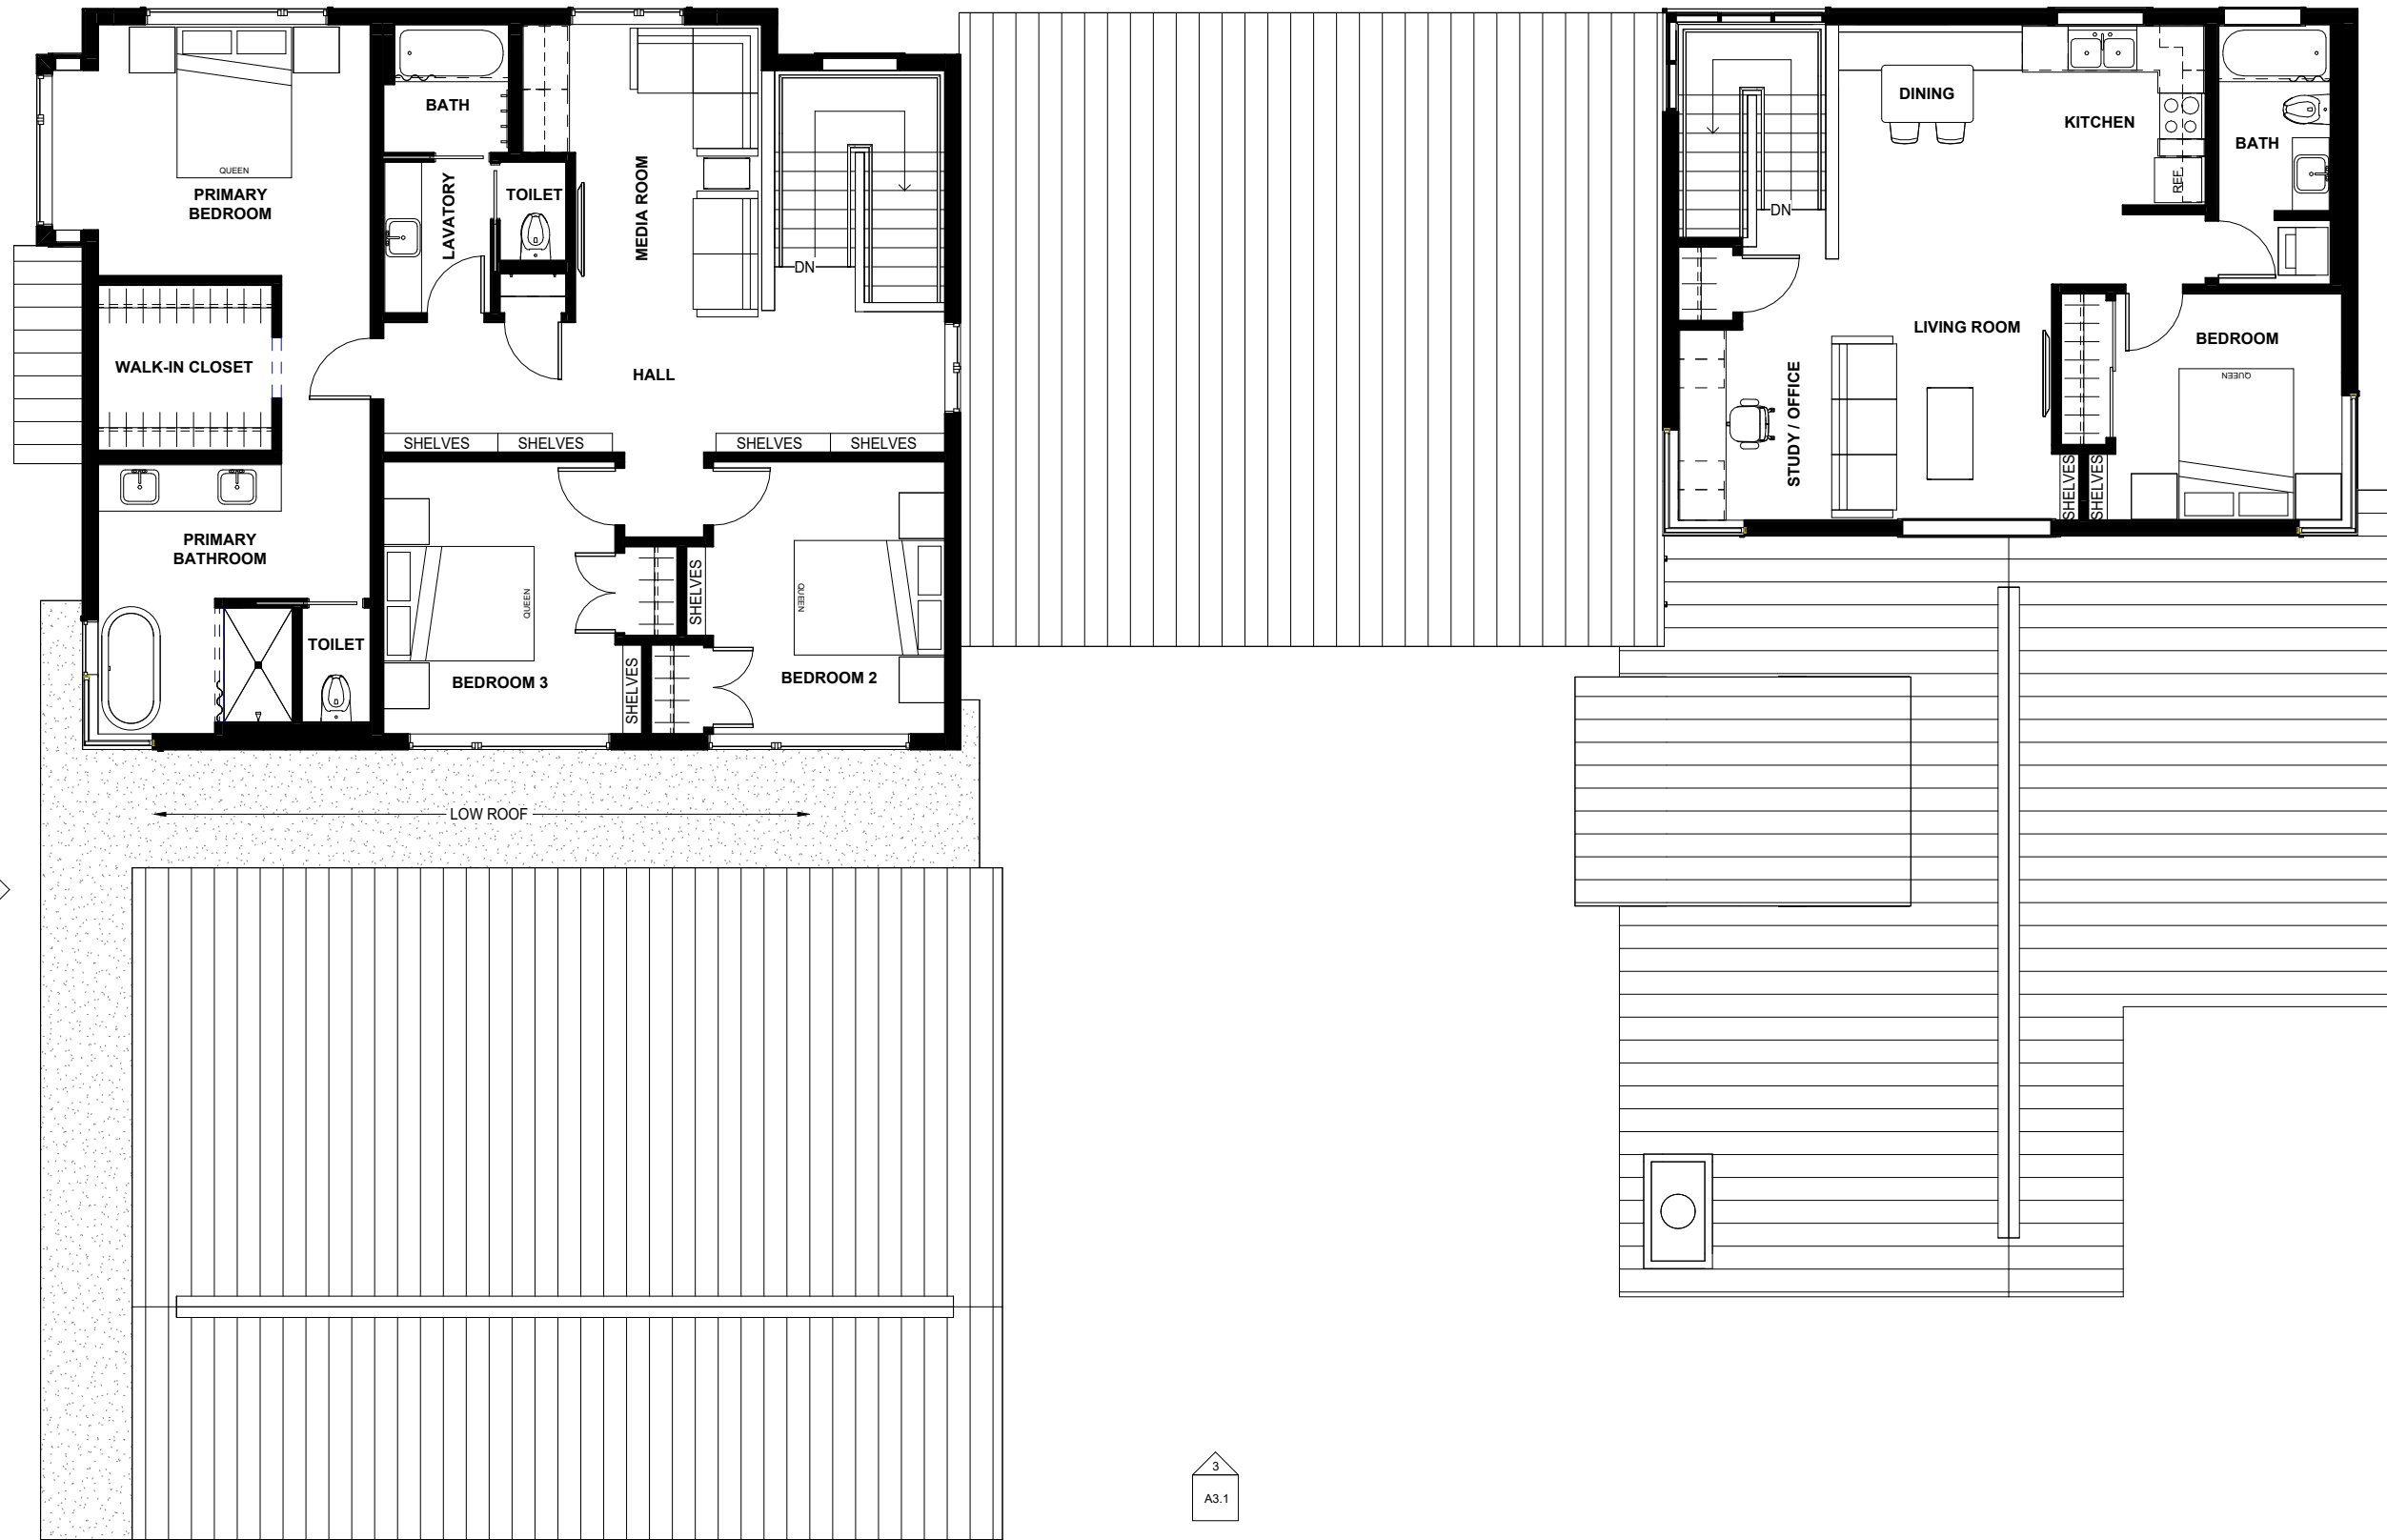 BATH
QUEEN
PRIMARY
BEDROOM
LAVATORY
TOILET
MEDIA ROOM
DN
WALK-IN CLOSET
HALL
SHELVES
SHELVES
SHELVES
SHELVES
PRIMARY
BATHROOM
TOILET
QUEEN
BEDROOM 3
SHELVES
SHELVES
QUEEN
BEDROOM 2
LOW ROOF
DINING
KITCHEN
BATH
REF.
DN
LIVING ROOM
BEDROOM
QUEEN
STUDY / OFFICE
SHELVES
SHELVES
3
A3.1